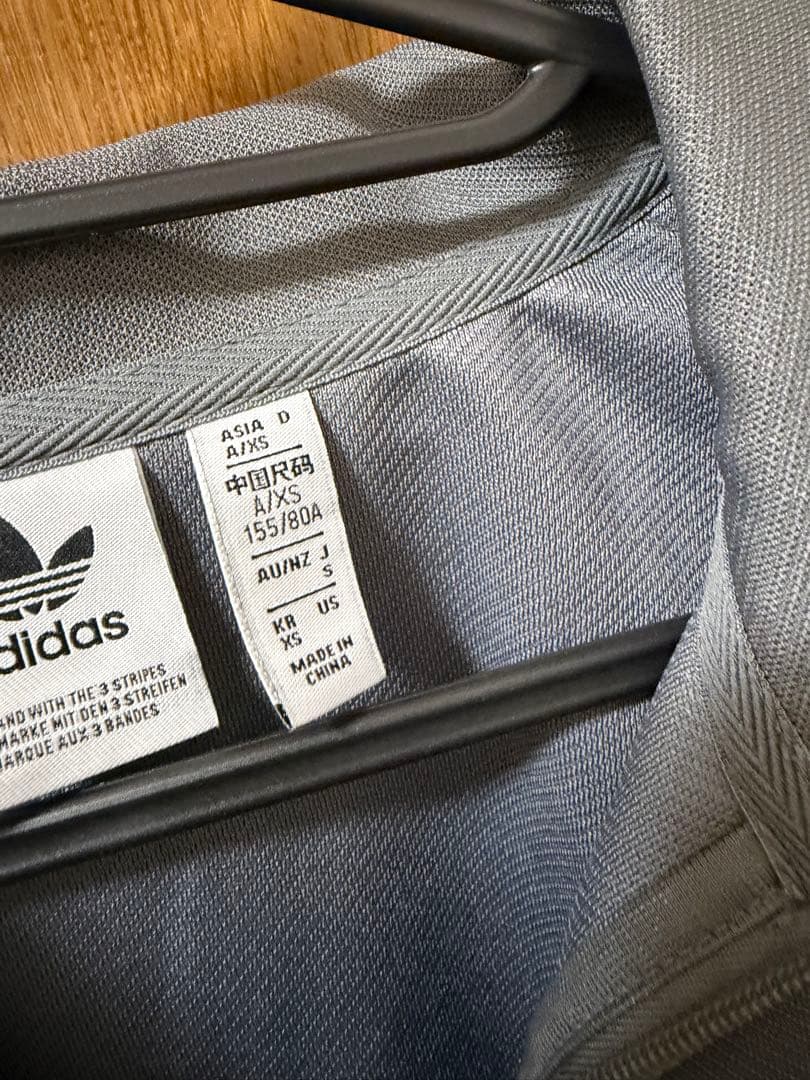 ASIA D
A/XS
中国尺码
A/XS
155/80A
AU/NZ J
S
KR US
XS
MADE IN
CHINA
didas
AND WITH THE 3 STRIPES
MARKE MIT DEN 3 STREIFEN
MARQUE AUX 3 BANDES